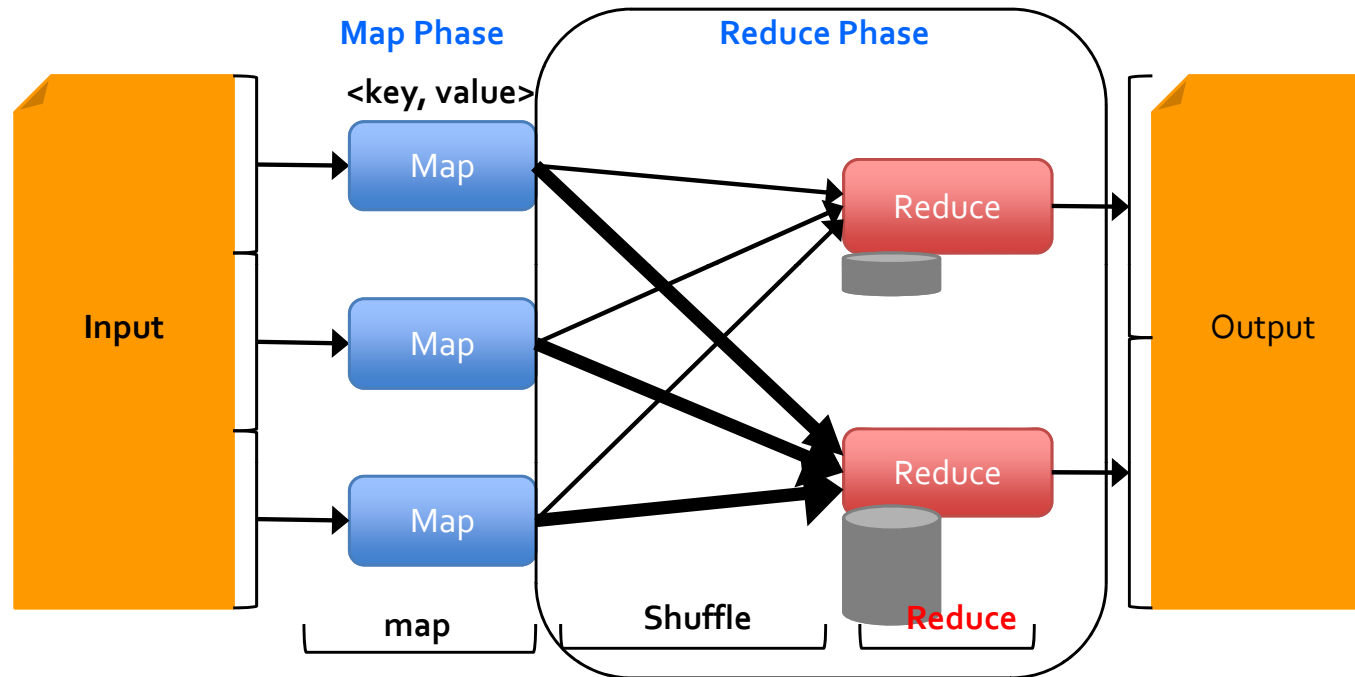 Map Phase
Reduce Phase
<key, value>
Map
Reduce
Input
Map
Output
Reduce
Map
map
Shuffle
Reduce